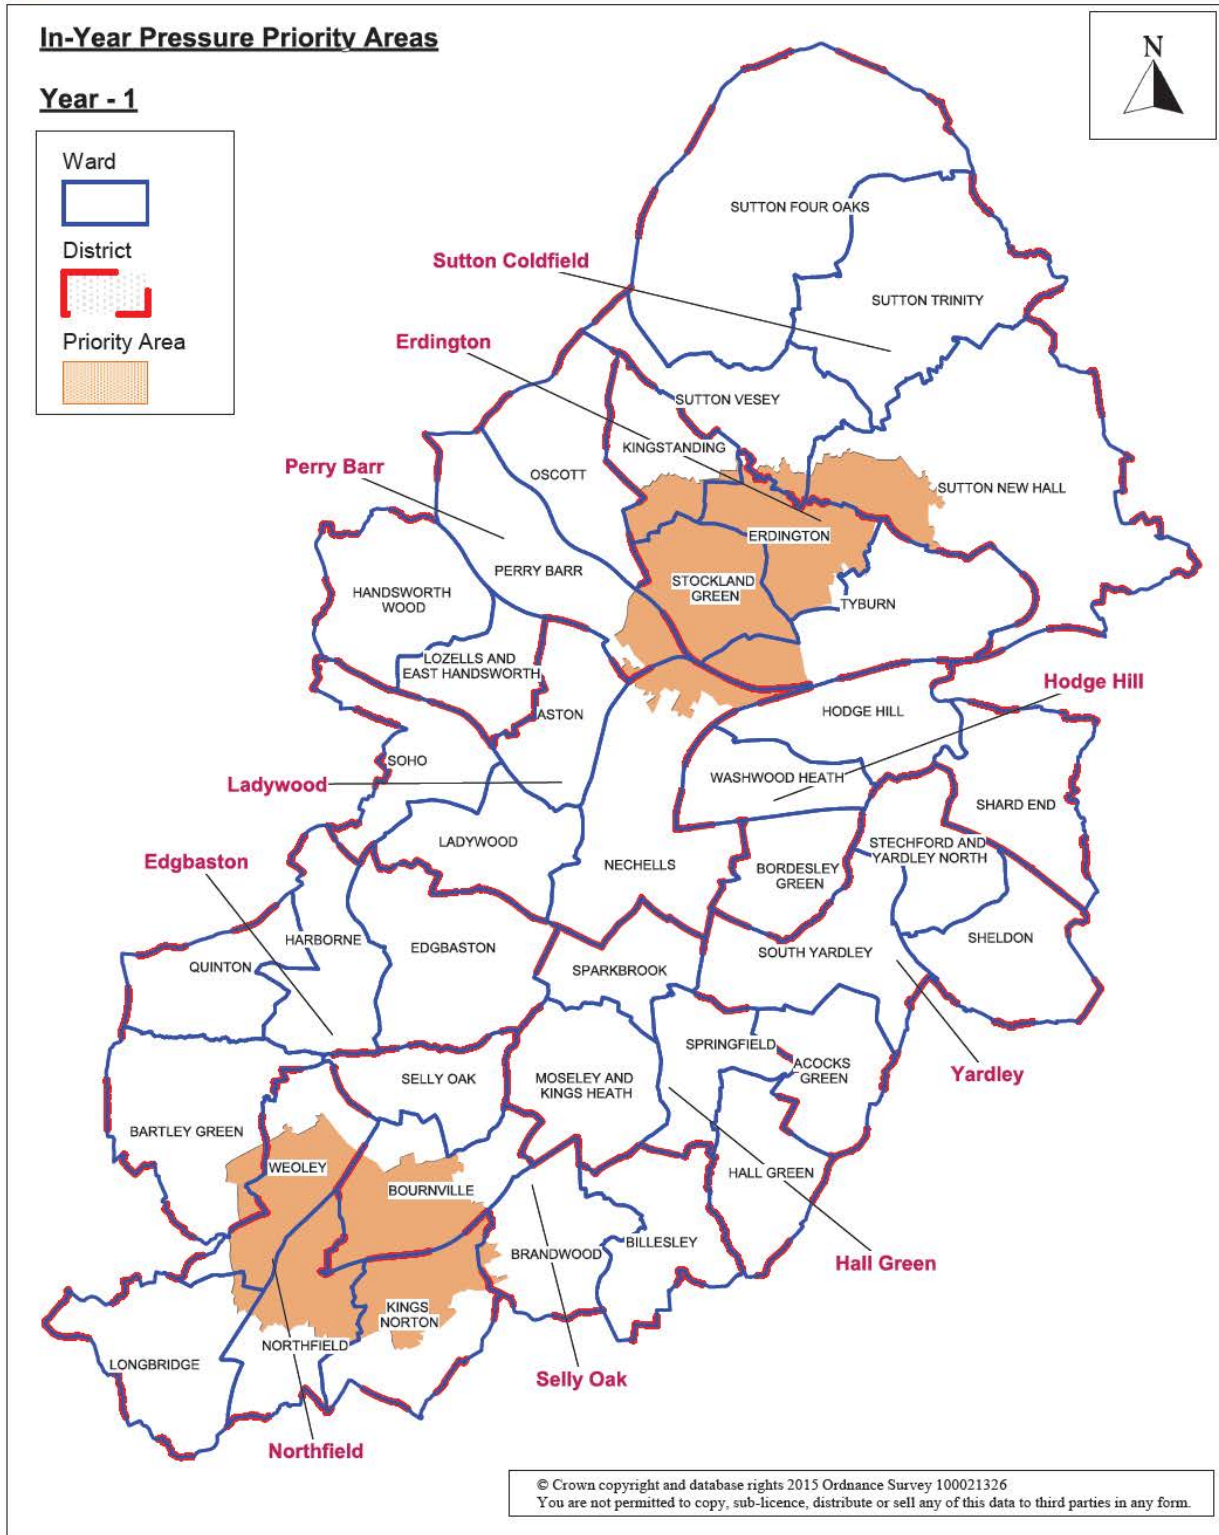 In-Year Pressure Priority Areas
Year - 1
N
Ward
District
Priority Area
SUTTON FOUR OAKS
Sutton Coldfield
SUTTON TRINITY
Erdington
SUTTON VESEY
KINGSTANDING
Perry Barr
OSCOTT
SUTTON NEW HALL
ERDINGTON
PERRY BARR
HANDSWORTH
WOOD
STOCKLAND
GREEN
TYBURN
LOZELLS AND
EAST HANDSWORTH
Hodge Hill
ASTON
HODGE HILL
SOHO
WASHWOOD HEATH
Ladywood
SHARD END
LADYWOOD
STECHFORD AND
YARDLEY NORTH
Edgbaston
NECHELLS
BORDESLEY
GREEN
HARBORNE
EDGBASTON
SHELDON
QUINTON
SPARKBROOK
SOUTH YARDLEY
SPRINGFIELD
ACOCKS
GREEN
Yardley
SELLY OAK
MOSELEY AND
KINGS HEATH
BARTLEY GREEN
WEOLEY
HALL GREEN
BOURNVILLE
BRANDWOOD
BILLESLEY
Hall Green
KINGS
NORTON
NORTHFIELD
LONGBRIDGE
Selly Oak
Northfield
© Crown copyright and database rights 2015 Ordnance Survey 100021326
You are not permitted to copy, sub-licence, distribute or sell any of this data to third parties in any form.